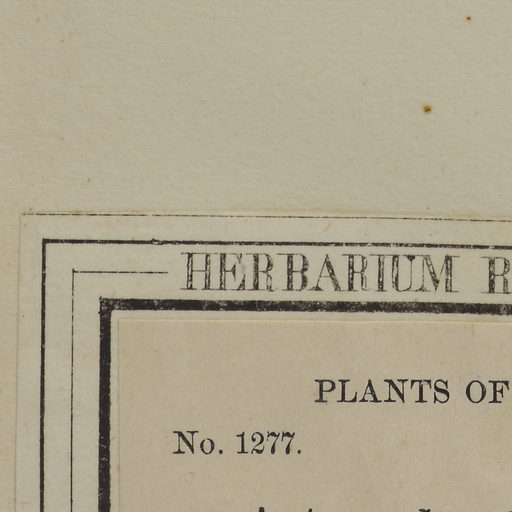 HERBARIUM R
PLANTS OF
No. 1277.